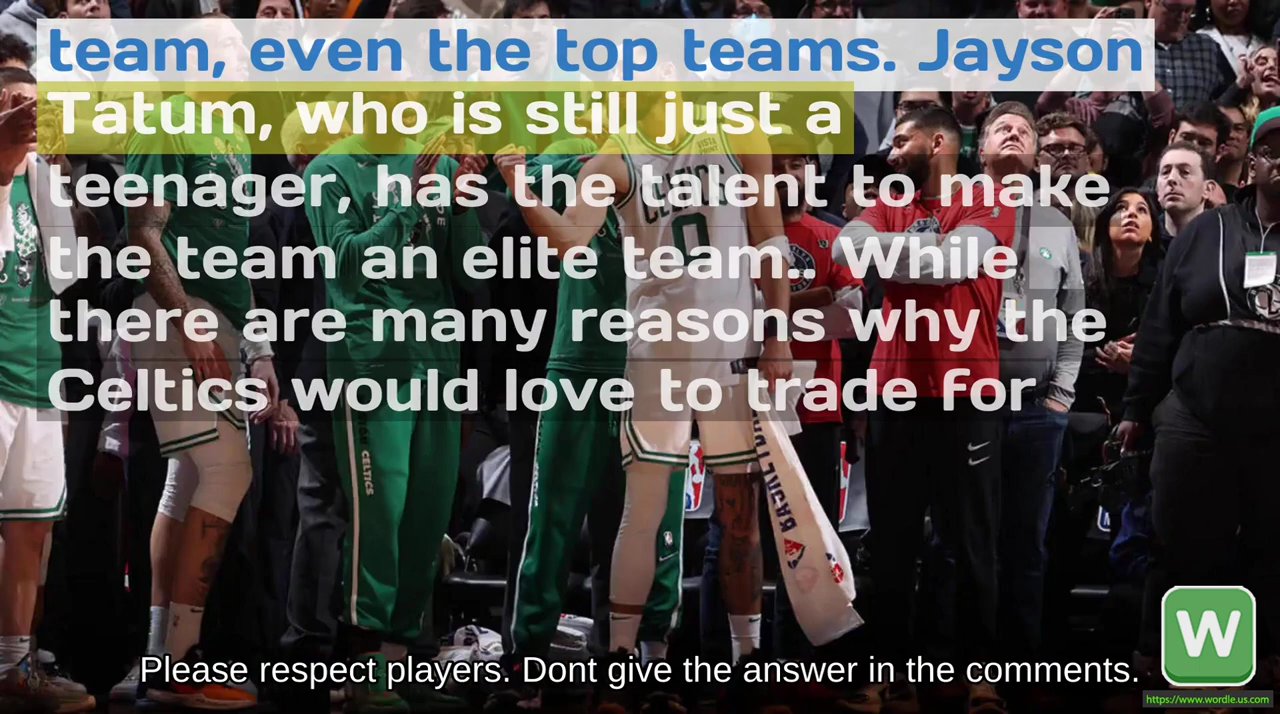 team, even the top teams. Jayson
Tatum, who is still just a
teenager, has the talent to make
the team an elite team.. While
there are many reasons why the
Celtics would love to trade for
CELTICS
Please respect players. Dont give the answer in the comments.
W
https://www.wordle.us.com